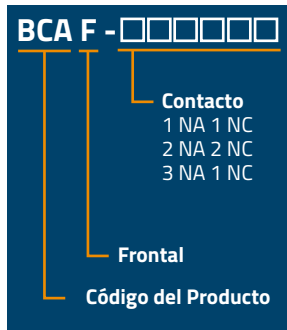 BCA F - □□□□□□
Contacto
1 NA 1 NC
2 NA 2 NC
3 NA 1 NC
Frontal
Código del Producto